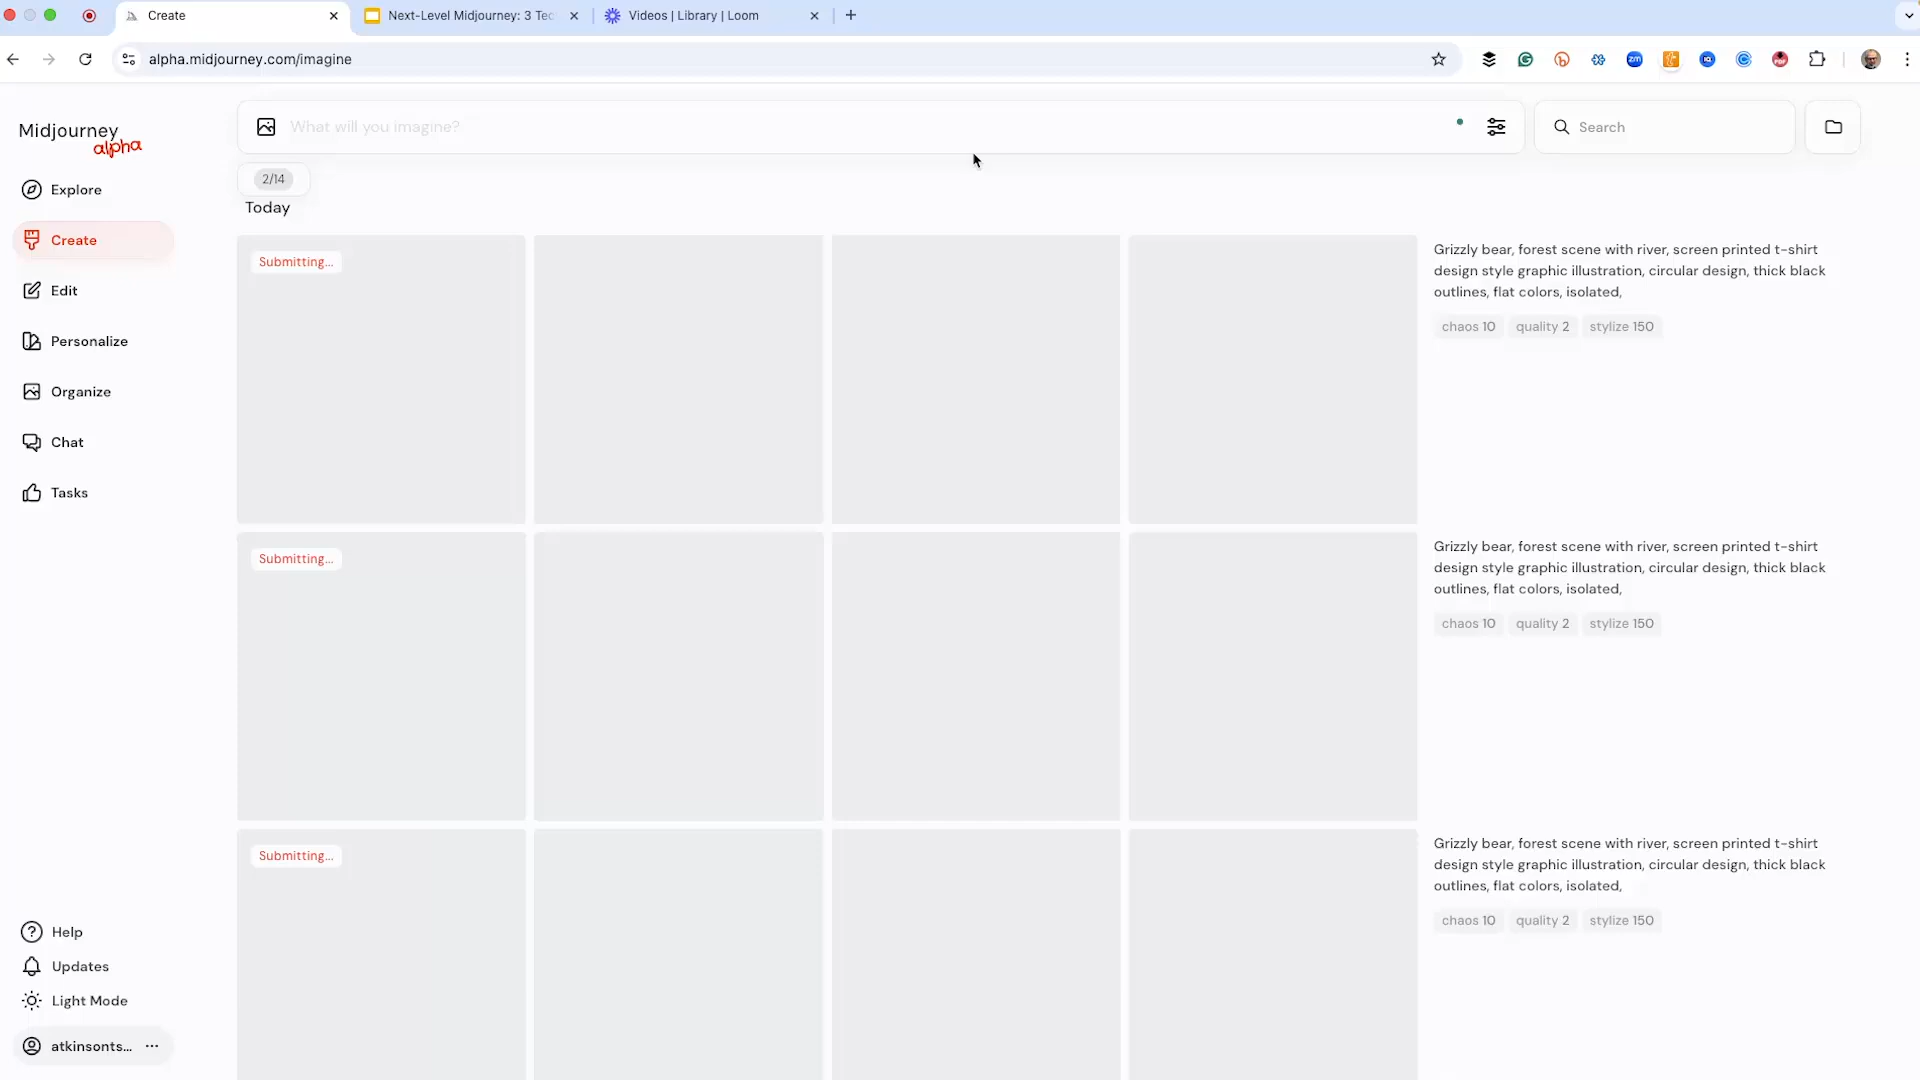 Create
Next-Level Midjourney: 3 Tec
Videos | Library | Loom
alpha.midjourney.com/imagine
Midjourney
alpha
What will you imagine?
Search
2/14
Today
Explore
Create
Edit
Personalize
Organize
Chat
Tasks
Submitting...
Grizzly bear, forest scene with river, screen printed t-shirt
design style graphic illustration, circular design, thick black
outlines, flat colors, isolated,
chaos 10 quality 2 stylize 150
Submitting...
Grizzly bear, forest scene with river, screen printed t-shirt
design style graphic illustration, circular design, thick black
outlines, flat colors, isolated,
chaos 10 quality 2 stylize 150
Submitting...
Grizzly bear, forest scene with river, screen printed t-shirt
design style graphic illustration, circular design, thick black
outlines, flat colors, isolated,
chaos 10 quality 2 stylize 150
Help
Updates
Light Mode
atkinsonts...